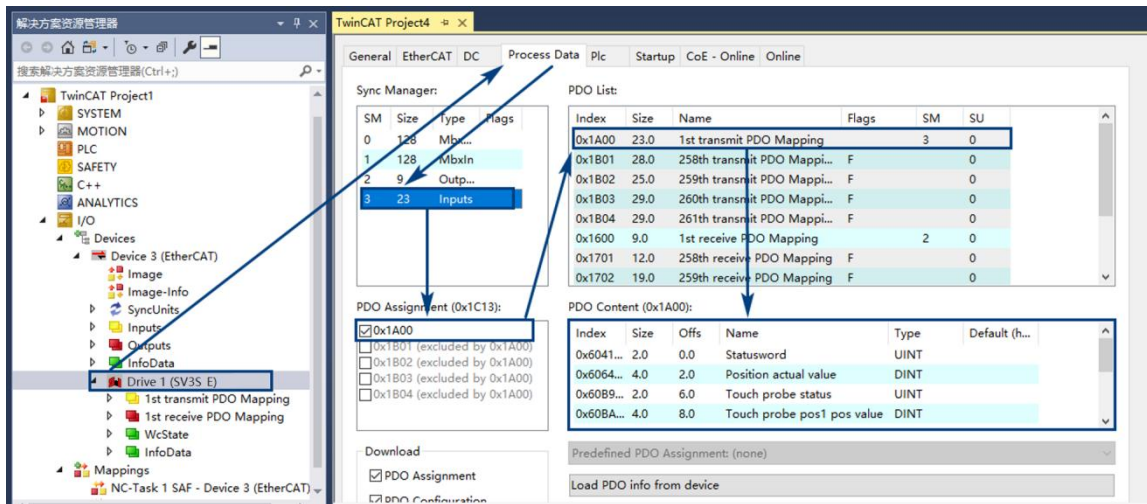 解决方案资源管理器
搜索解决方案资源管理器(Ctrl+;)
TwinCAT Project1
SYSTEM
MOTION
PLC
SAFETY
C++
ANALYTICS
I/O
Devices
Device 3 (EtherCAT)
Image
Image-Info
SyncUnits
Inputs
Outputs
InfoData
Drive 1 (SV3S_E)
1st transmit PDO Mapping
1st receive PDO Mapping
WcState
InfoData
Mappings
NC-Task 1 SAF - Device 3 (EtherCAT)
TwinCAT Project4
General EtherCAT DC Process Data Plc Startup CoE - Online Online
Sync Manager:
SM Size Type Flags
0 128 Mbx...
1 128 MbxIn
2 9 Outp...
3 23 Inputs
PDO List:
Index Size Name Flags SM SU
0x1A00 23.0 1st transmit PDO Mapping 3 0
0x1B01 28.0 258th transmit PDO Mappi... F 0
0x1B02 25.0 259th transmit PDO Mappi... F 0
0x1B03 29.0 260th transmit PDO Mappi... F 0
0x1B04 29.0 261th transmit PDO Mappi... F 0
0x1600 9.0 1st receive PDO Mapping 2 0
0x1701 12.0 258th receive PDO Mapping F 0
0x1702 19.0 259th receive PDO Mapping F 0
PDO Assignment (0x1C13):
0x1A00
0x1B01 (excluded by 0x1A00)
0x1B02 (excluded by 0x1A00)
0x1B03 (excluded by 0x1A00)
0x1B04 (excluded by 0x1A00)
PDO Content (0x1A00):
Index Size Offs Name Type Default (h...
0x6041... 2.0 0.0 Statusword UINT
0x6064... 4.0 2.0 Position actual value DINT
0x60B9... 2.0 6.0 Touch probe status UINT
0x60BA... 4.0 8.0 Touch probe pos1 pos value DINT
Download
PDO Assignment
PDO Configuration
Predefined PDO Assignment: (none)
Load PDO info from device